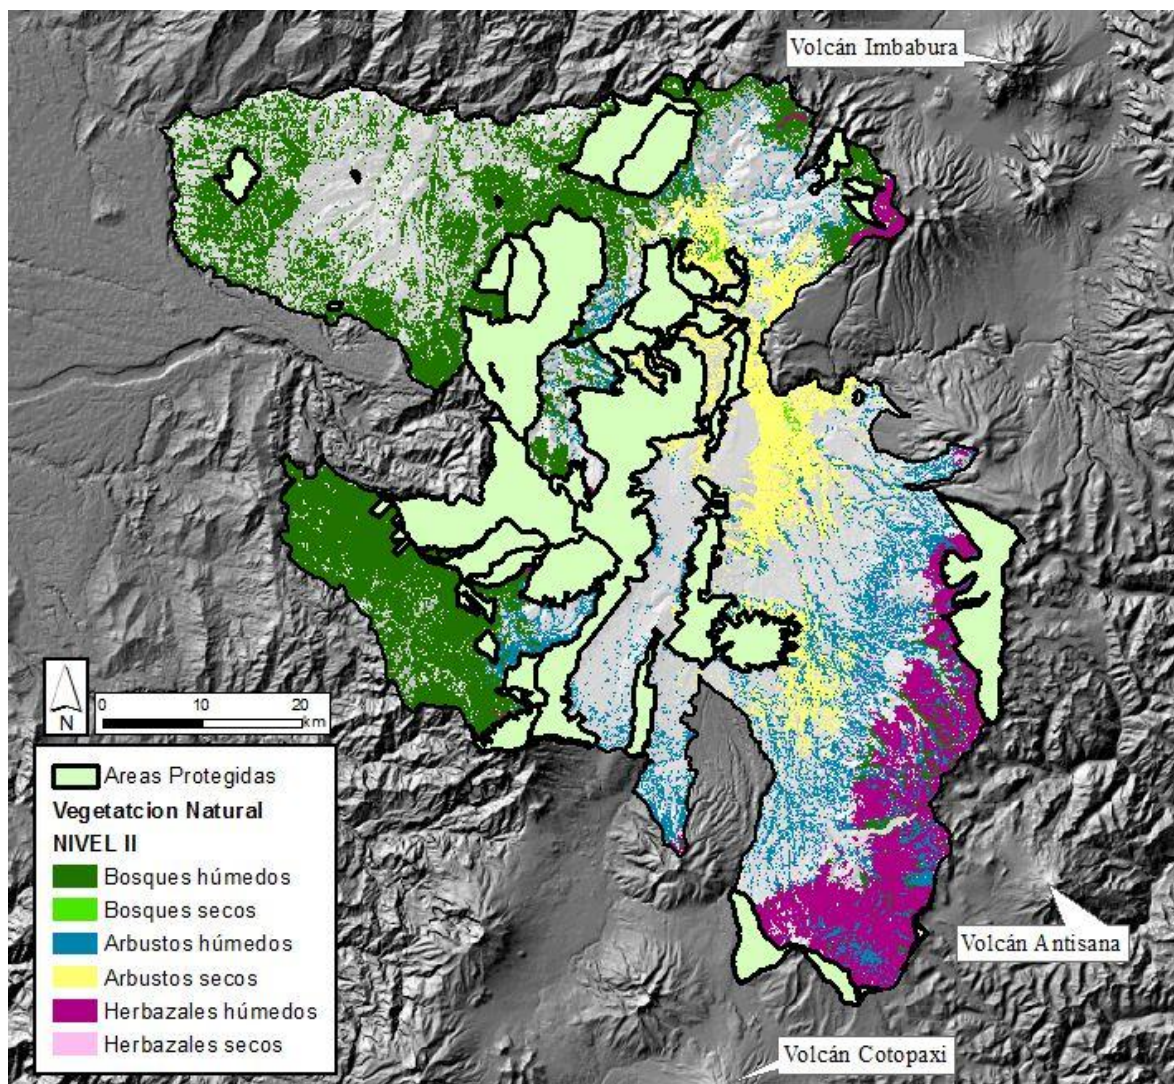 Volcán Imbabura
N
0 10 20
km
Areas Protegidas
Vegetatcion Natural
NIVEL II
Bosques húmedos
Bosques secos
Arbustos húmedos
Arbustos secos
Herbazales húmedos
Herbazales secos
Volcán Antisana
Volcán Cotopaxi